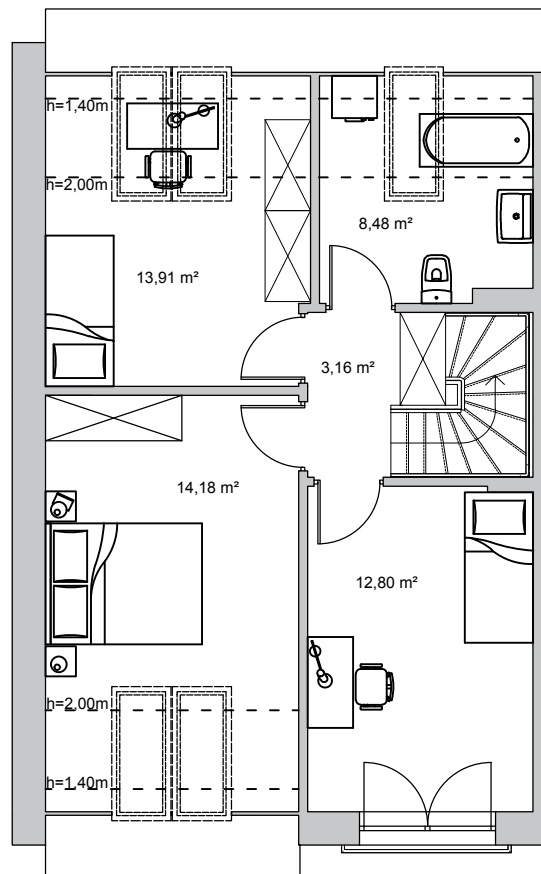 h=1,40m
h=2,00m
8,48 m²
13,91 m²
3,16 m²
14,18 m²
12,80 m²
h=2,00m
h=1,40m